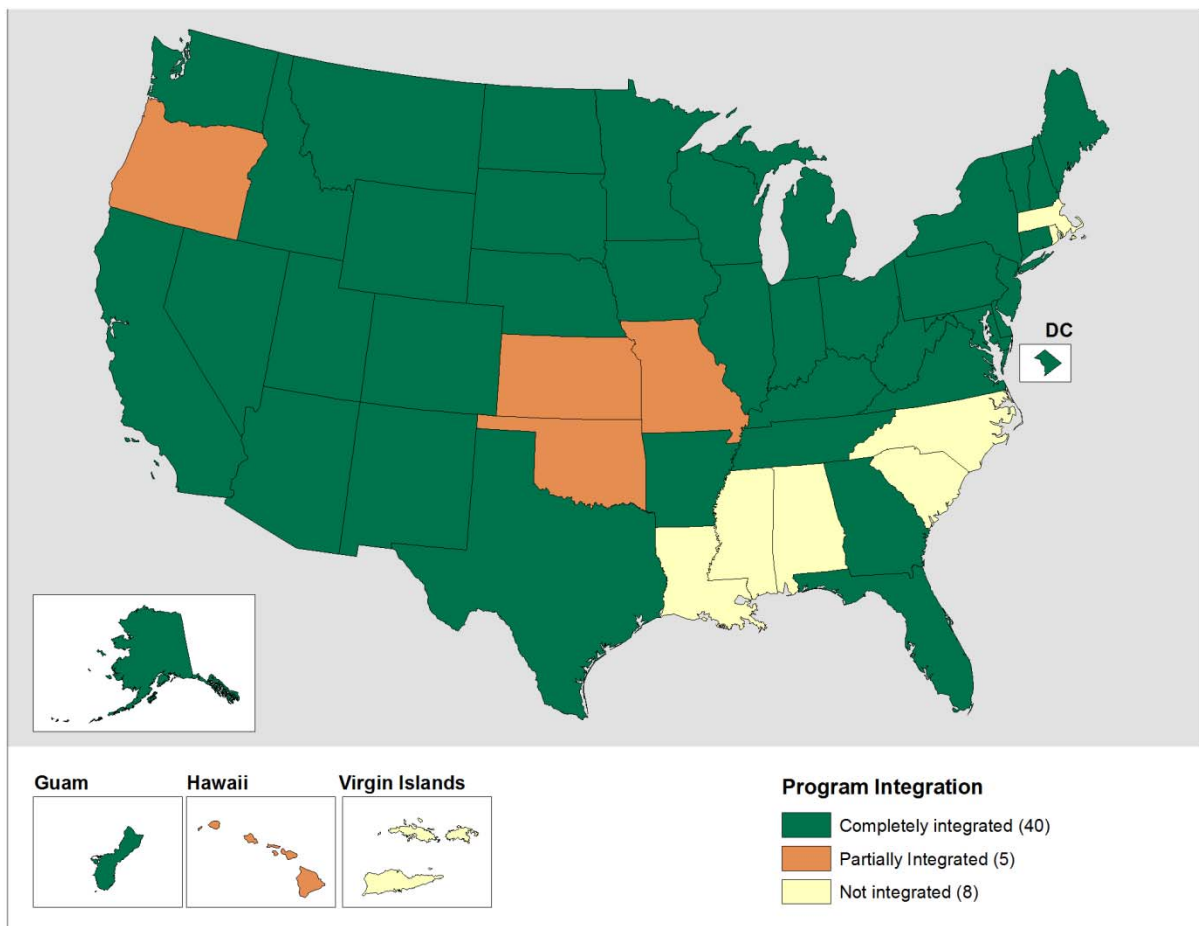 DC
Guam
Hawaii
Virgin Islands
Program Integration
Completely integrated (40)
Partially Integrated (5)
Not integrated (8)